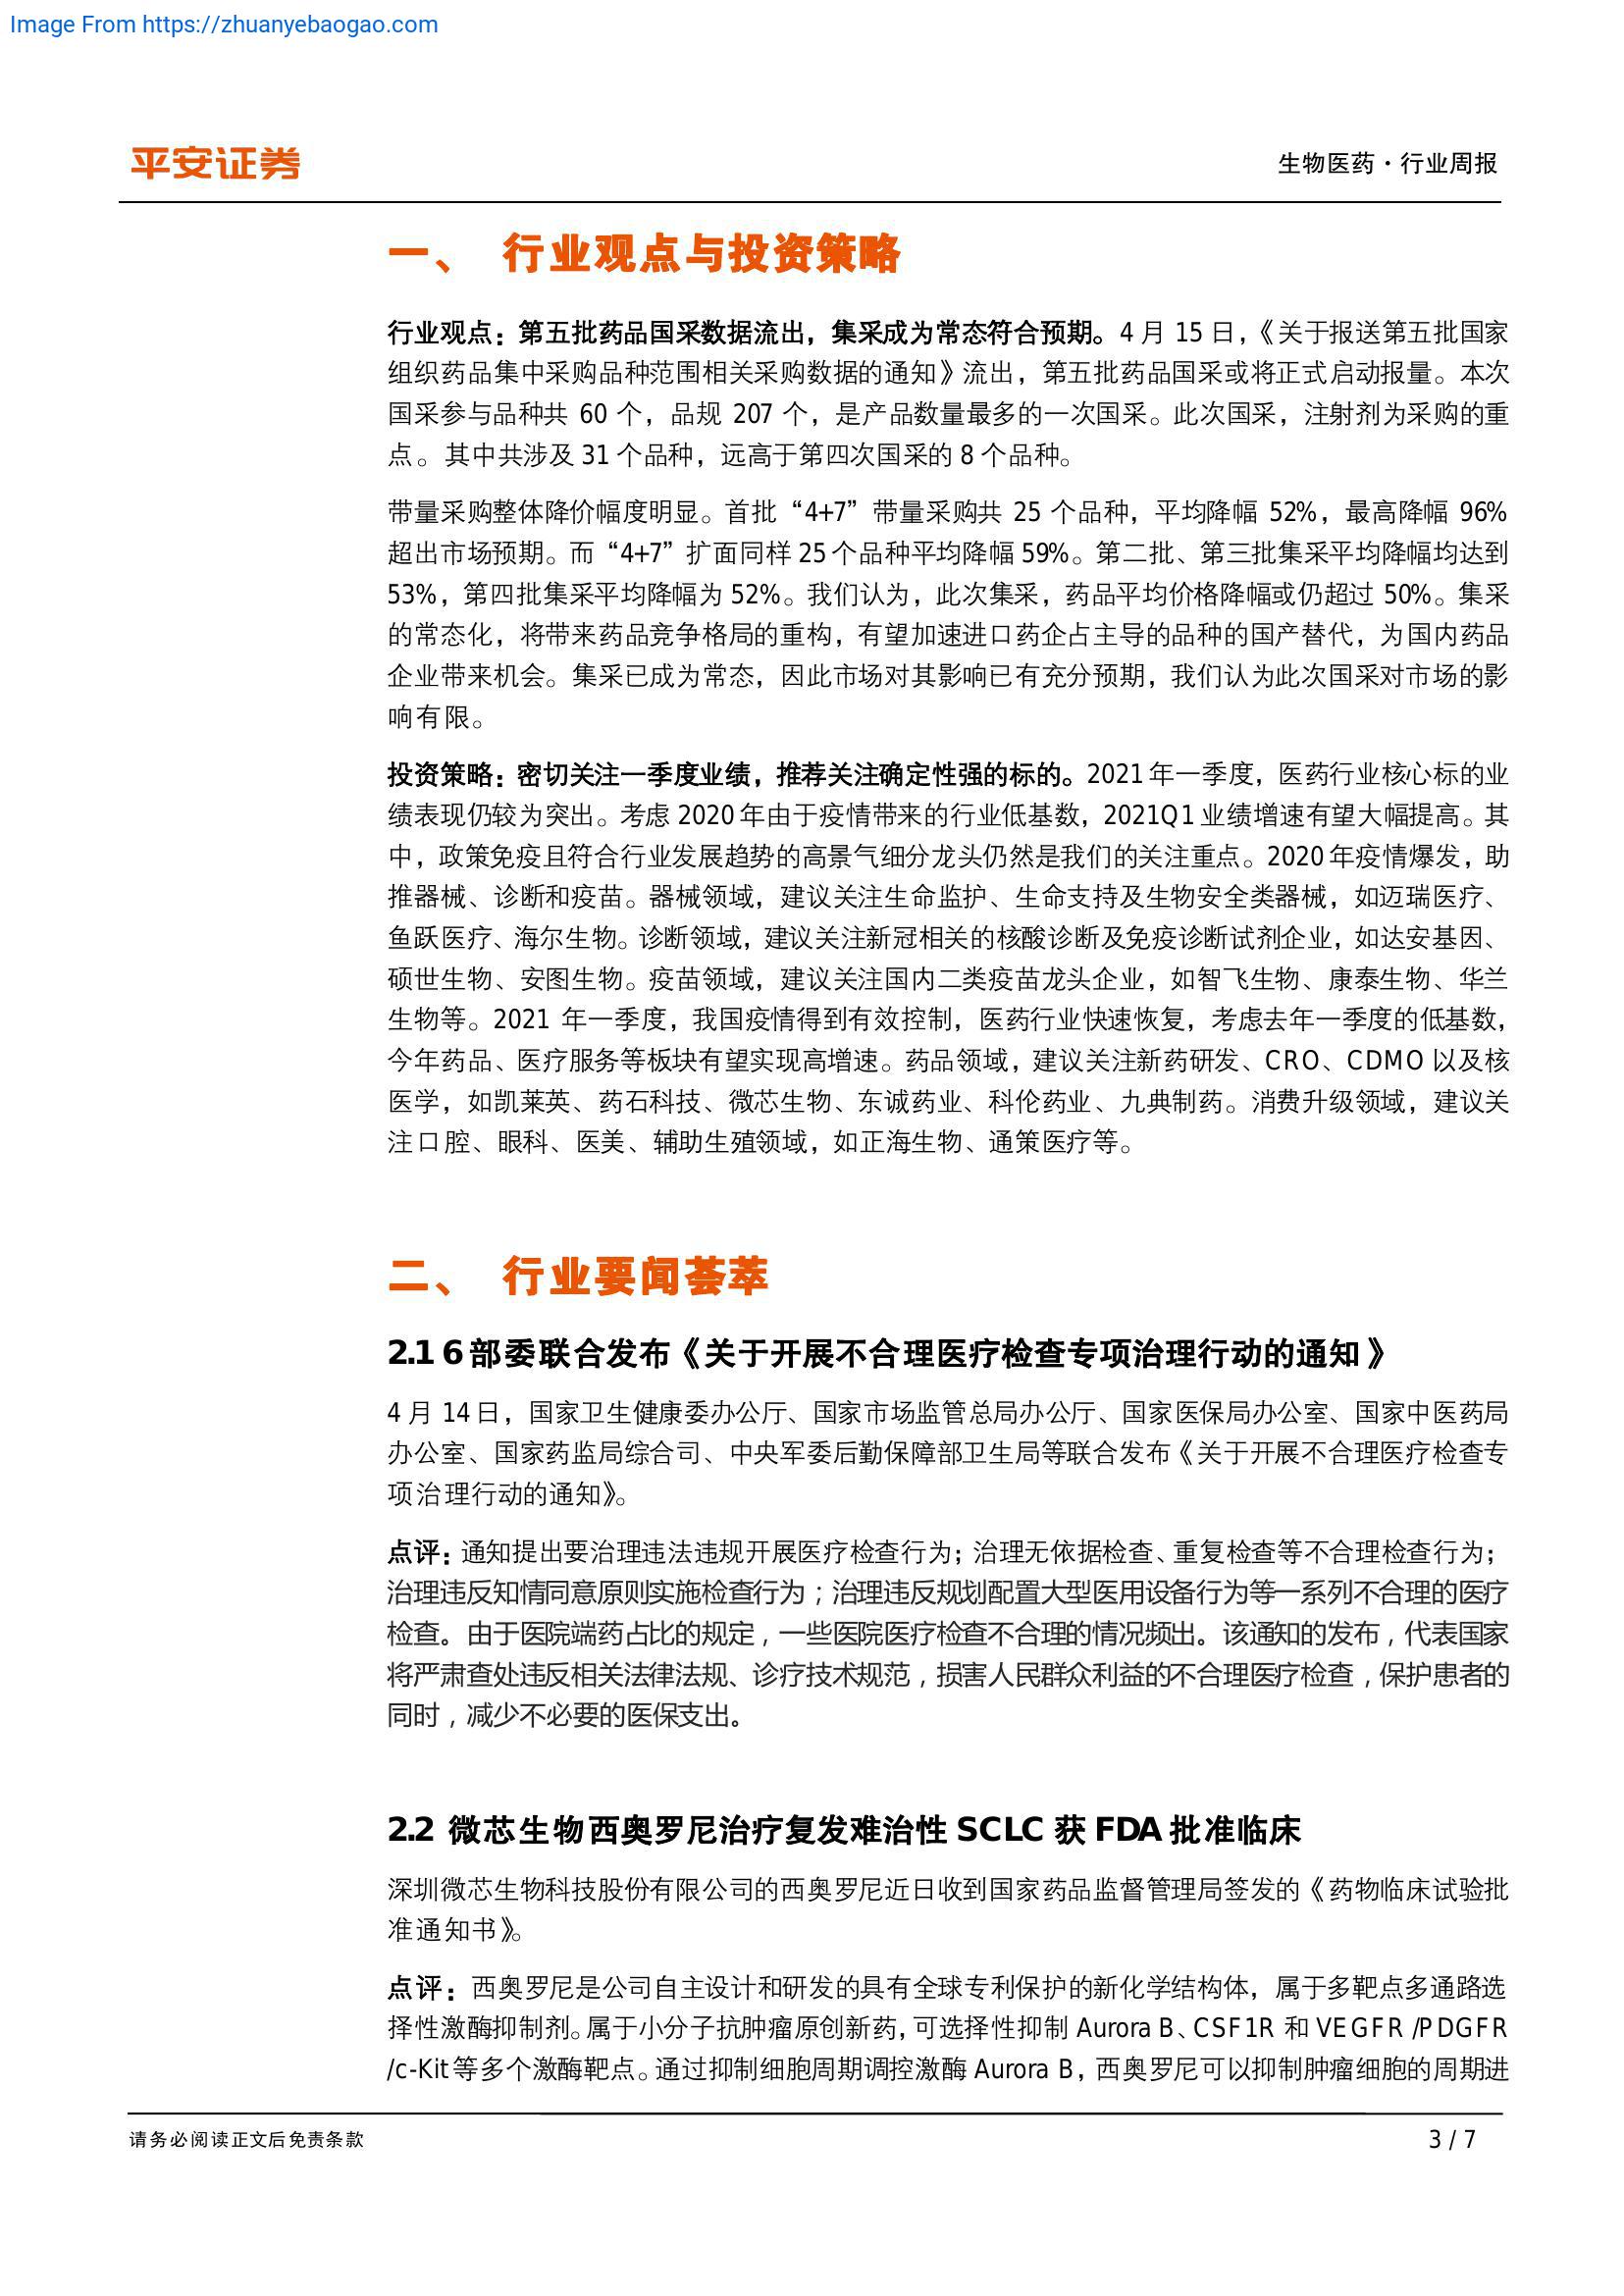 Image From https://zhuanyebaogao.com
平安证券
生物医药·行业周报
一、 行业观点与投资策略
行业观点：第五批药品国采数据流出，集采成为常态符合预期。4 月 15 日，《关于报送第五批国家
组织药品集中采购品种范围相关采购数据的通知》流出，第五批药品国采或将正式启动报量。本次
国采参与品种共 60 个，品规 207 个，是产品数量最多的一次国采。此次国采，注射剂为采购的重
点。其中共涉及 31 个品种，远高于第四次国采的 8 个品种。
带量采购整体降价幅度明显。首批“4+7”带量采购共 25 个品种，平均降幅 52%，最高降幅 96%
超出市场预期。而“4+7”扩面同样 25 个品种平均降幅 59%。第二批、第三批集采平均降幅均达到
53%，第四批集采平均降幅为 52%。我们认为，此次集采，药品平均价格降幅或仍超过 50%。集采
的常态化，将带来药品竞争格局的重构，有望加速进口药企占主导的品种的国产替代，为国内药品
企业带来机会。集采已成为常态，因此市场对其影响已有充分预期，我们认为此次国采对市场的影
响有限。
投资策略：密切关注一季度业绩，推荐关注确定性强的标的。2021 年一季度，医药行业核心标的业
绩表现仍较为突出。考虑 2020 年由于疫情带来的行业低基数，2021Q1 业绩增速有望大幅提高。其
中，政策免疫且符合行业发展趋势的高景气细分龙头仍然是我们的关注重点。2020 年疫情爆发，助
推器械、诊断和疫苗。器械领域，建议关注生命监护、生命支持及生物安全类器械，如迈瑞医疗、
鱼跃医疗、海尔生物。诊断领域，建议关注新冠相关的核酸诊断及免疫诊断试剂企业，如达安基因、
硕世生物、安图生物。疫苗领域，建议关注国内二类疫苗龙头企业，如智飞生物、康泰生物、华兰
生物等。2021 年一季度，我国疫情得到有效控制，医药行业快速恢复，考虑去年一季度的低基数，
今年药品、医疗服务等板块有望实现高增速。药品领域，建议关注新药研发、CRO、CDMO 以及核
医学，如凯莱英、药石科技、微芯生物、东诚药业、科伦药业、九典制药。消费升级领域，建议关
注口腔、眼科、医美、辅助生殖领域，如正海生物、通策医疗等。
二、 行业要闻荟萃
2.1 6 部委联合发布《关于开展不合理医疗检查专项治理行动的通知》
4 月 14 日，国家卫生健康委办公厅、国家市场监管总局办公厅、国家医保局办公室、国家中医药局
办公室、国家药监局综合司、中央军委后勤保障部卫生局等联合发布《关于开展不合理医疗检查专
项治理行动的通知》。
点评：通知提出要治理违法违规开展医疗检查行为；治理无依据检查、重复检查等不合理检查行为；
治理违反知情同意原则实施检查行为；治理违反规划配置大型医用设备行为等一系列不合理的医疗
检查。由于医院端药占比的规定，一些医院医疗检查不合理的情况频出。该通知的发布，代表国家
将严肃查处违反相关法律法规、诊疗技术规范，损害人民群众利益的不合理医疗检查，保护患者的
同时，减少不必要的医保支出。
2.2 微芯生物西奥罗尼治疗复发难治性 SCLC 获 FDA 批准临床
深圳微芯生物科技股份有限公司的西奥罗尼近日收到国家药品监督管理局签发的《药物临床试验批
准通知书》。
点评：西奥罗尼是公司自主设计和研发的具有全球专利保护的新化学结构体，属于多靶点多通路选
择性激酶抑制剂。属于小分子抗肿瘤原创新药，可选择性抑制 Aurora B、CSF1R 和 VEGFR /PDGFR
/c-Kit 等多个激酶靶点。通过抑制细胞周期调控激酶 Aurora B，西奥罗尼可以抑制肿瘤细胞的周期进
请务必阅读正文后免责条款
3 / 7